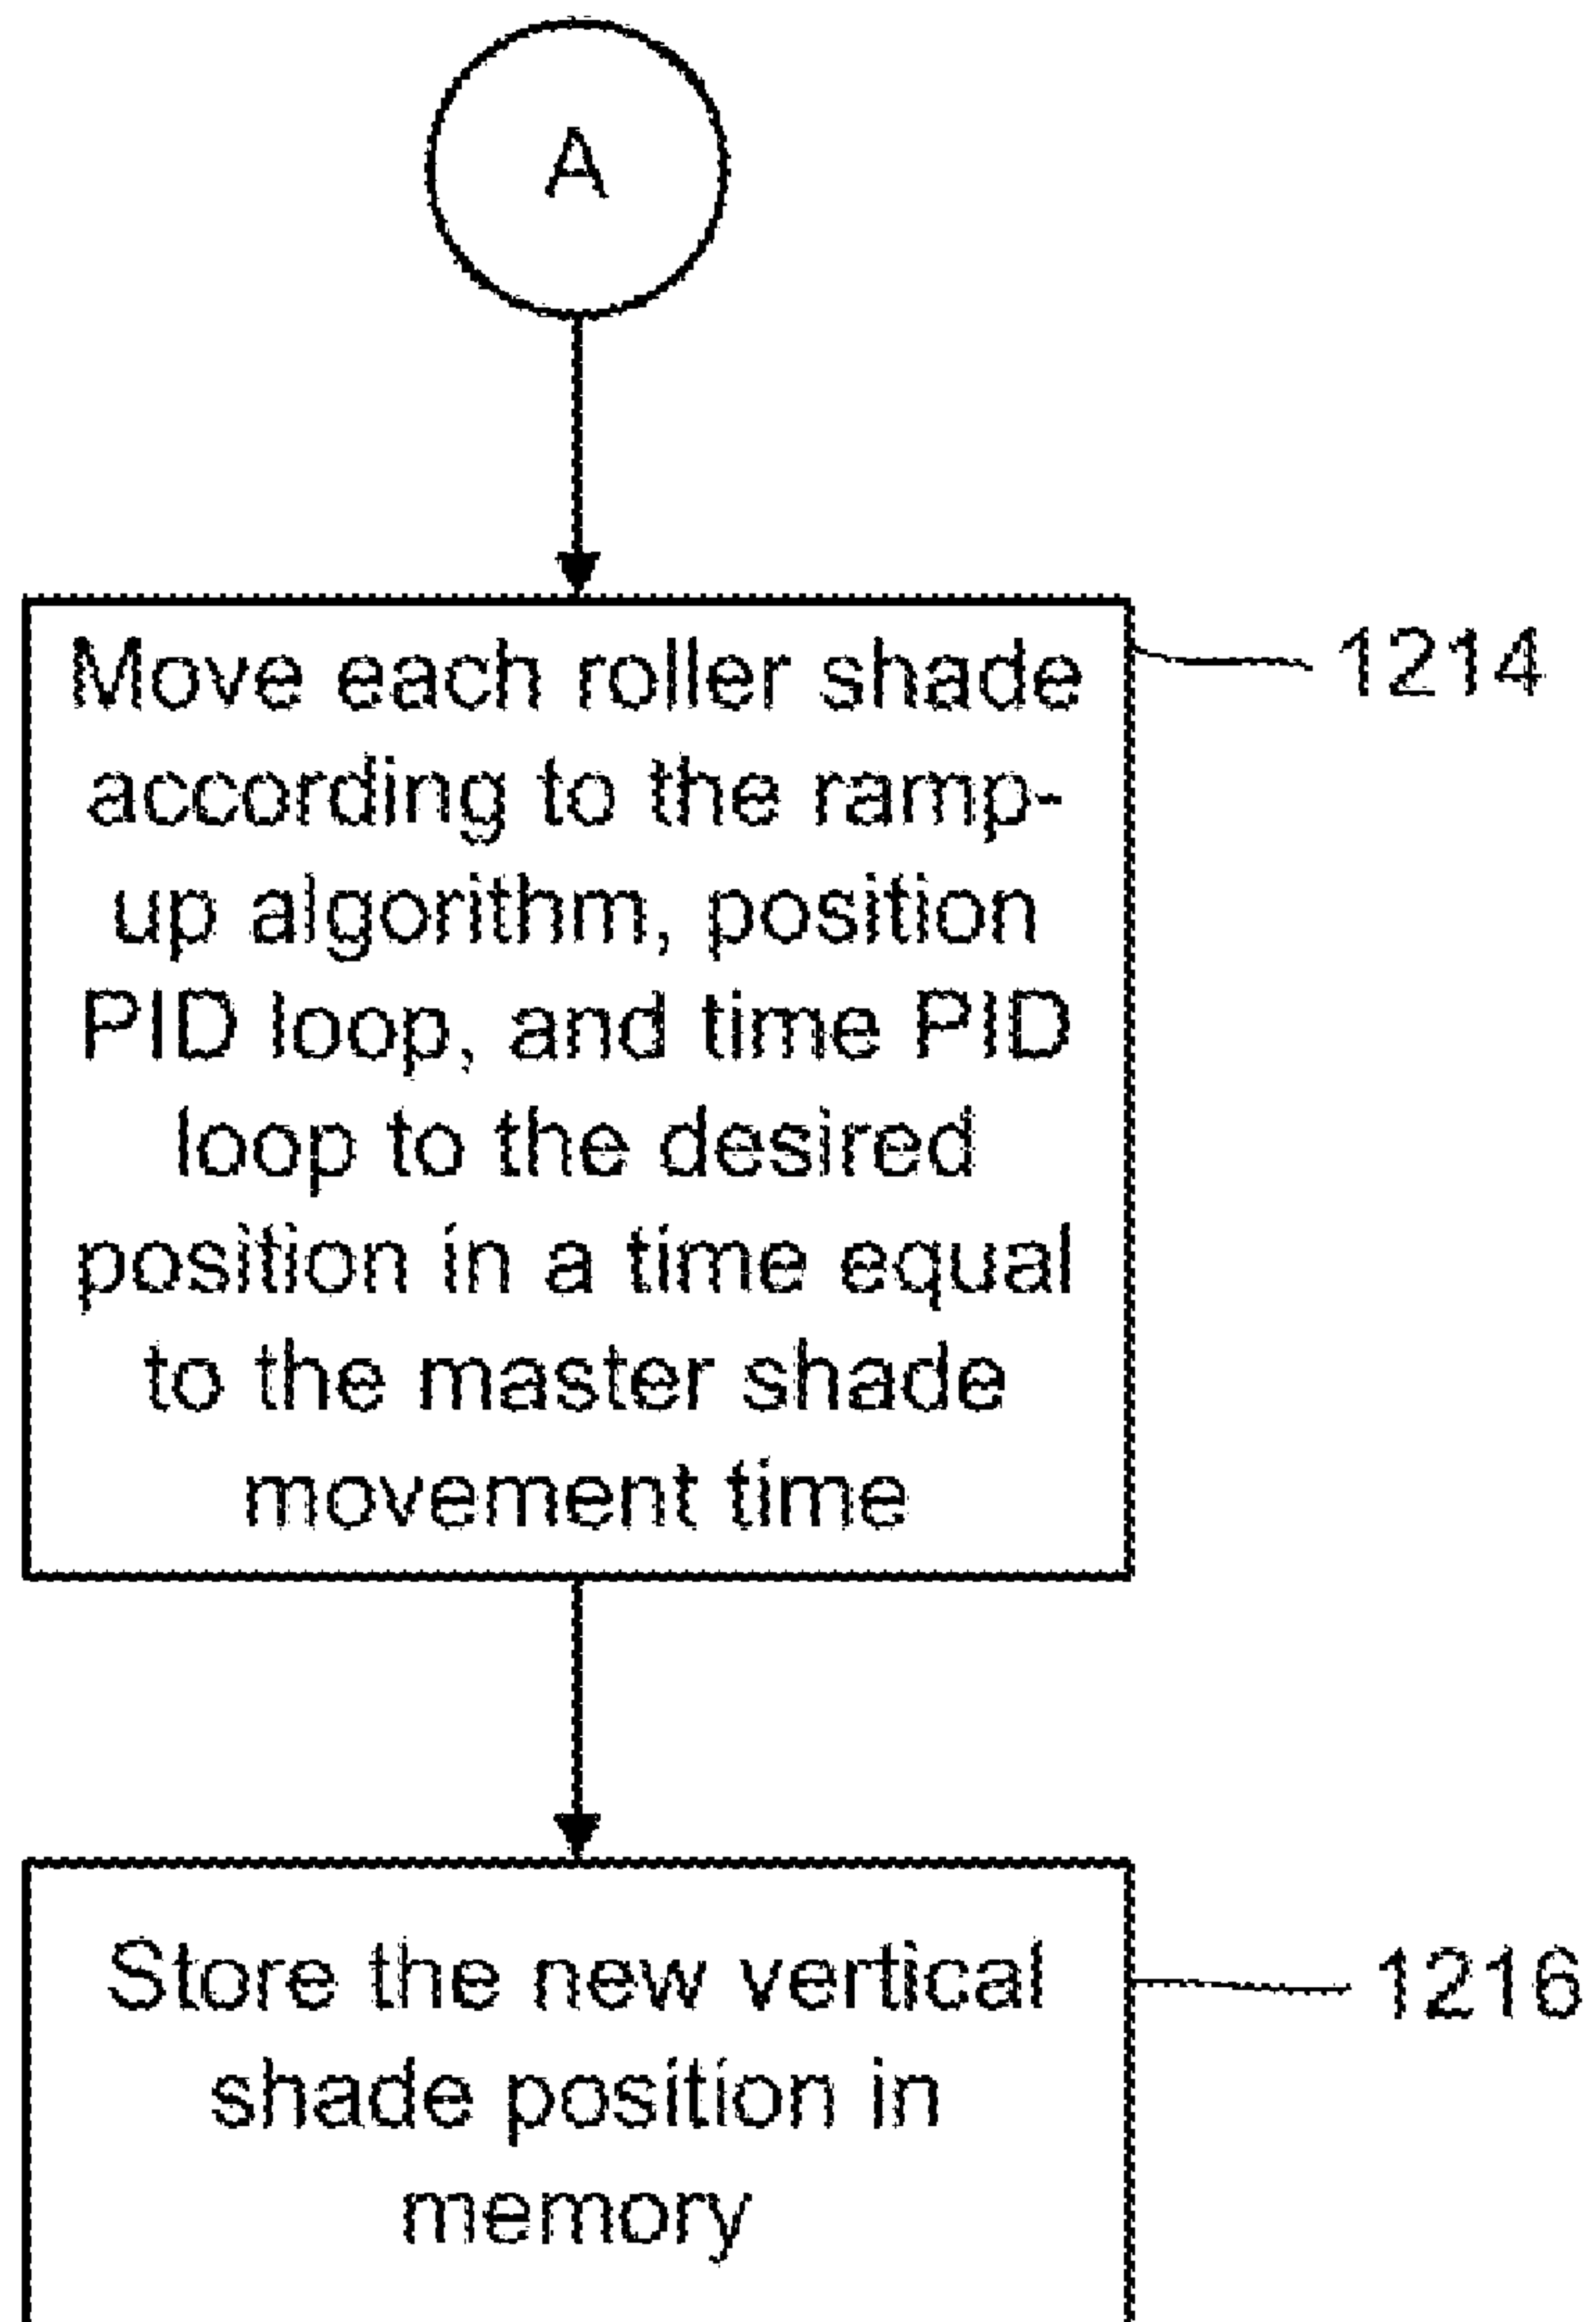 A
Move each roller shade
1214
according to the ramp-
up algorithm, position
PID loop, and time PID
loop to the desired
position in a time equal
to the master shade
movement time
Store the new vertical
1216
shade position in
memory